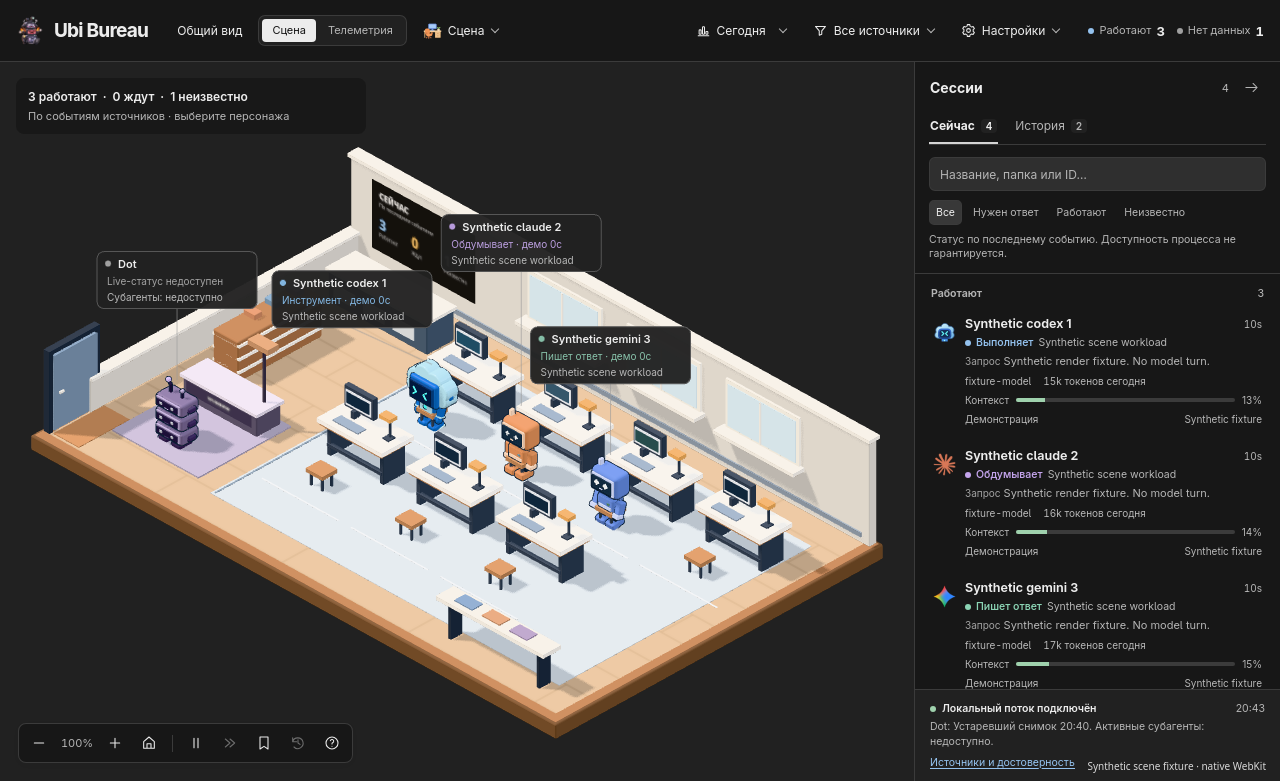 Ubi Bureau
Общий вид
Сцена
Телеметрия
Сцена
Сегодня
Все источники
Настройки
Работают 3
Нет данных 1
3 работают · 0 ждут · 1 неизвестно
По событиям источников · выберите персонажа
СЕЙЧАС
3
0
Dot
Live-статус недоступен
Субагенты: недоступно
Synthetic codex 1
Инструмент · демо 0с
Synthetic scene workload
Synthetic claude 2
Обдумывает · демо 0с
Synthetic scene workload
Synthetic gemini 3
Пишет ответ · демо 0с
Synthetic scene workload
100%
Сессии
4
Сейчас 4
История 2
Название, папка или ID...
Все
Нужен ответ
Работают
Неизвестно
Статус по последнему событию. Доступность процесса не
гарантируется.
Работают
3
Synthetic codex 1
10s
Выполняет Synthetic scene workload
Запрос Synthetic render fixture. No model turn.
fixture-model 15k токенов сегодня
Контекст
13%
Демонстрация
Synthetic fixture
Synthetic claude 2
10s
Обдумывает Synthetic scene workload
Запрос Synthetic render fixture. No model turn.
fixture-model 16k токенов сегодня
Контекст
14%
Демонстрация
Synthetic fixture
Synthetic gemini 3
10s
Пишет ответ Synthetic scene workload
Запрос Synthetic render fixture. No model turn.
fixture-model 17k токенов сегодня
Контекст
15%
Демонстрация
Synthetic fixture
Локальный поток подключён
20:43
Dot: Устаревший снимок 20:40. Активные субагенты:
недоступно.
Источники и достоверность
Synthetic scene fixture · native WebKit